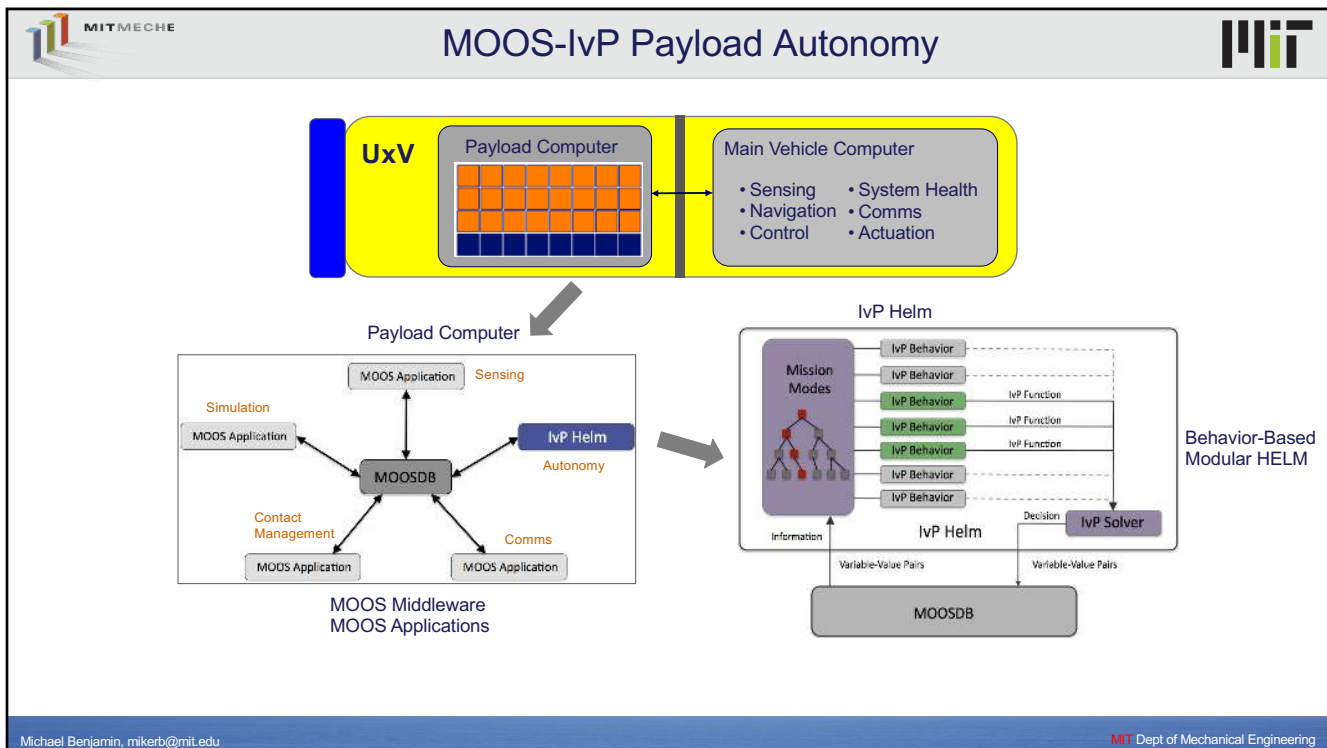 MITMECHE
MOOS-IvP Payload Autonomy
MIT
UxV
Payload Computer
Main Vehicle Computer
• Sensing
• Navigation
• Control
• System Health
• Comms
• Actuation
Payload Computer
MOOS Application
Sensing
Simulation
MOOS Application
IvP Helm
Autonomy
MOOSDB
Contact
Management
MOOS Application
Comms
MOOS Application
MOOS Middleware
MOOS Applications
IvP Helm
Mission
Modes
IvP Behavior
IvP Behavior
IvP Behavior
IvP Function
IvP Behavior
IvP Function
IvP Behavior
IvP Function
IvP Behavior
IvP Behavior
Decision
IvP Solver
Information
IvP Helm
Variable-Value Pairs
Variable-Value Pairs
MOOSDB
Behavior-Based
Modular HELM
Michael Benjamin, mikerb@mit.edu
MIT Dept of Mechanical Engineering